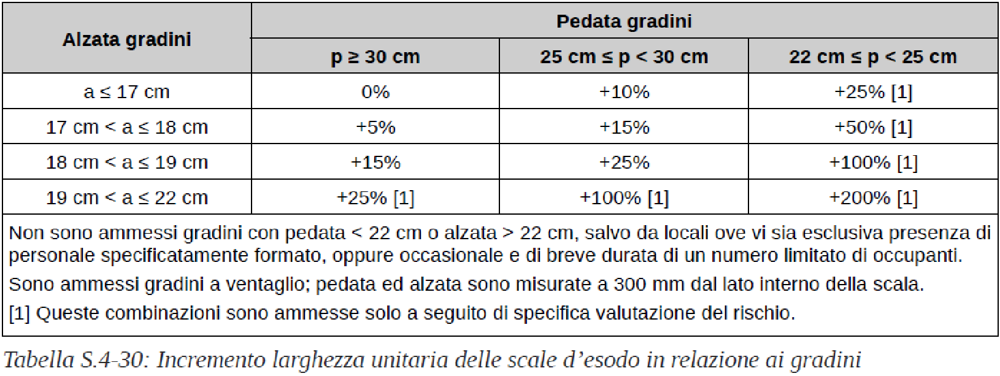 Alzata gradini
Pedata gradini
p ≥ 30 cm
25 cm ≤ p < 30 cm
22 cm ≤ p < 25 cm
a ≤ 17 cm
0%
+10%
+25% [1]
17 cm < a ≤ 18 cm
+5%
+15%
+50% [1]
18 cm < a ≤ 19 cm
+15%
+25%
+100% [1]
19 cm < a ≤ 22 cm
+25% [1]
+100% [1]
+200% [1]
Non sono ammessi gradini con pedata < 22 cm o alzata > 22 cm, salvo da locali ove vi sia esclusiva presenza di
personale specificatamente formato, oppure occasionale e di breve durata di un numero limitato di occupanti.
Sono ammessi gradini a ventaglio; pedata ed alzata sono misurate a 300 mm dal lato interno della scala.
[1] Queste combinazioni sono ammesse solo a seguito di specifica valutazione del rischio.
Tabella S.4-30: Incremento larghezza unitaria delle scale d’esodo in relazione ai gradini